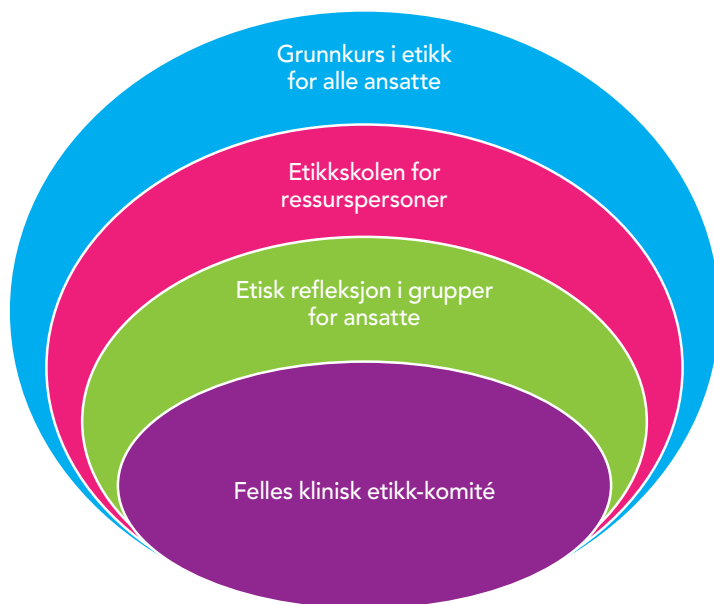 Grunnkurs i etikk
for alle ansatte
Etikkskolen for
ressurspersoner
Etisk refleksjon i grupper
for ansatte
Felles klinisk etikk-komité